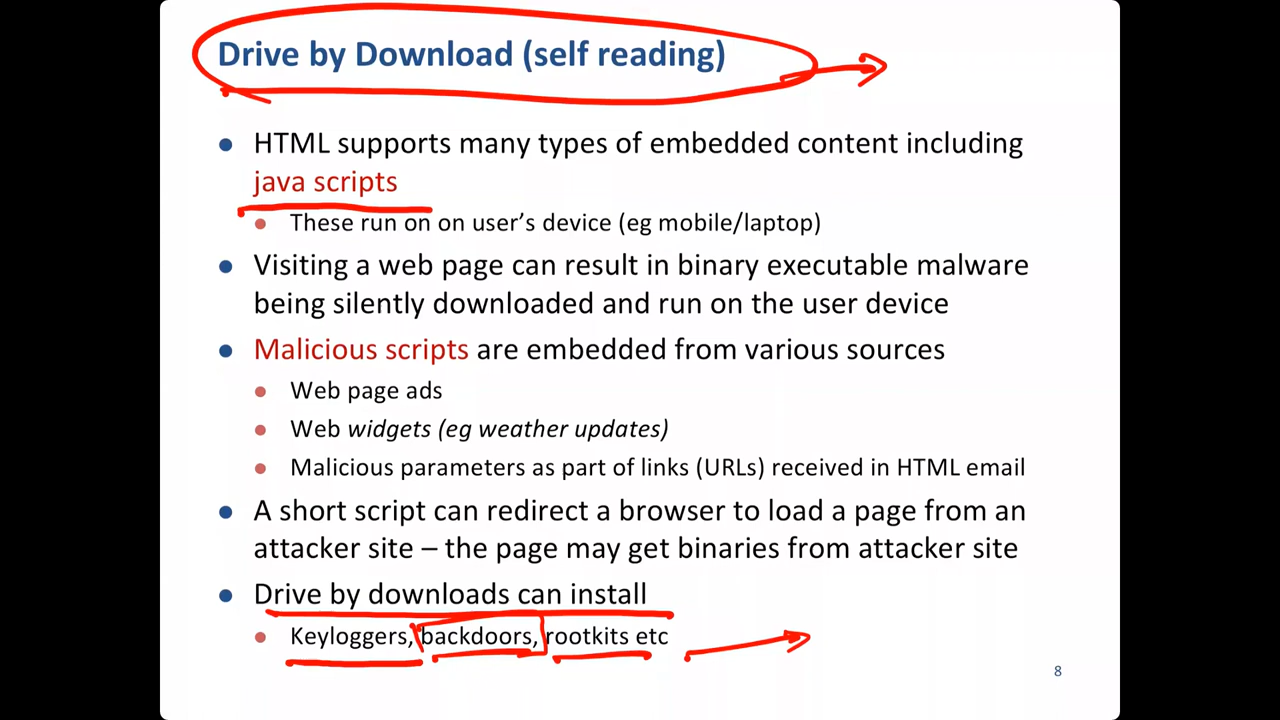 Drive by Download (self reading)
HTML supports many types of embedded content including
java scripts
These run on on user's device (eg mobile/laptop)
Visiting a web page can result in binary executable malware
being silently downloaded and run on the user device
Malicious scripts are embedded from various sources
Web page ads
Web widgets (eg weather updates)
Malicious parameters as part of links (URLs) received in HTML email
A short script can redirect a browser to load a page from an
attacker site – the page may get binaries from attacker site
Drive by downloads can install
Keyloggers, backdoors, rootkits etc
8